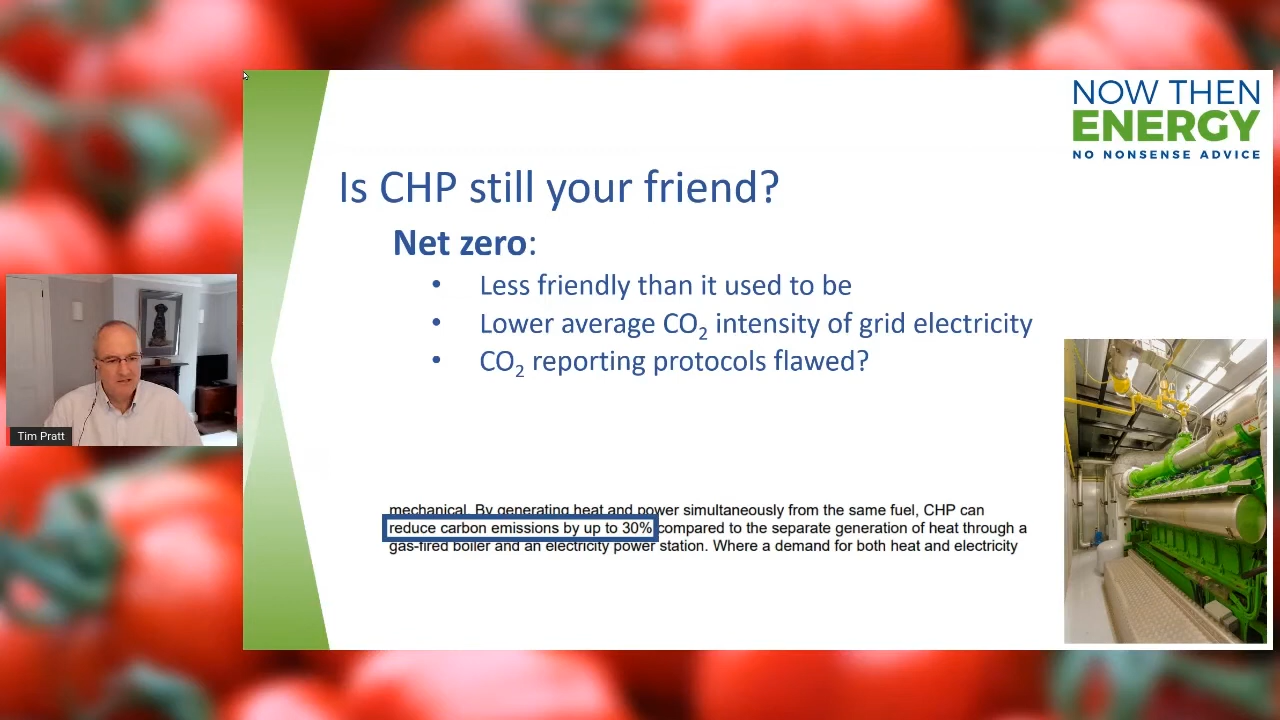 NOW THEN
ENERGY
NO NONSENSE ADVICE
Is CHP still your friend?
Net zero:
• Less friendly than it used to be
• Lower average CO₂ intensity of grid electricity
• CO₂ reporting protocols flawed?
mechanical. By generating heat and power simultaneously from the same fuel, CHP can
reduce carbon emissions by up to 30% compared to the separate generation of heat through a
gas-fired boiler and an electricity power station. Where a demand for both heat and electricity
Tim Pratt